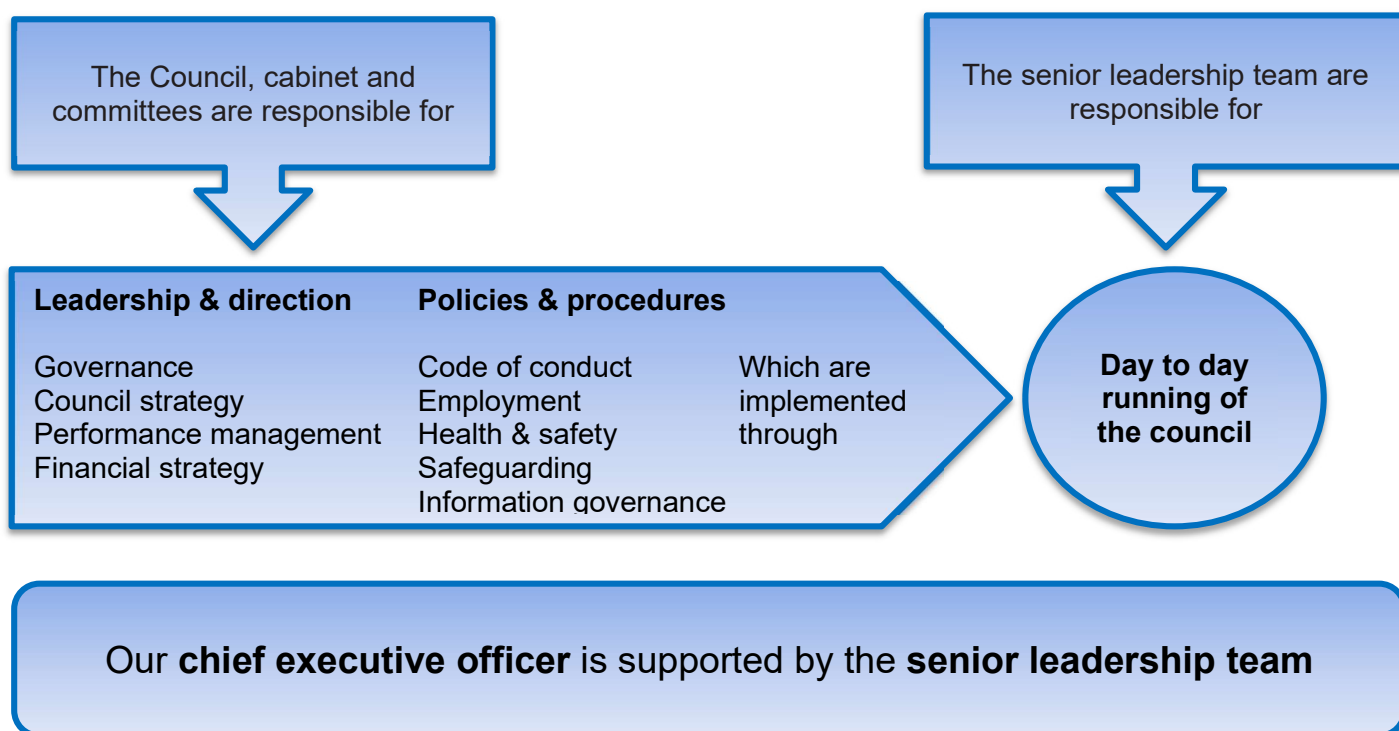 The Council, cabinet and
committees are responsible for
The senior leadership team are
responsible for
Leadership & direction
Governance
Council strategy
Performance management
Financial strategy
Policies & procedures
Code of conduct
Employment
Health & safety
Safeguarding
Information governance
Which are
implemented
through
Day to day
running of
the council
Our chief executive officer is supported by the senior leadership team